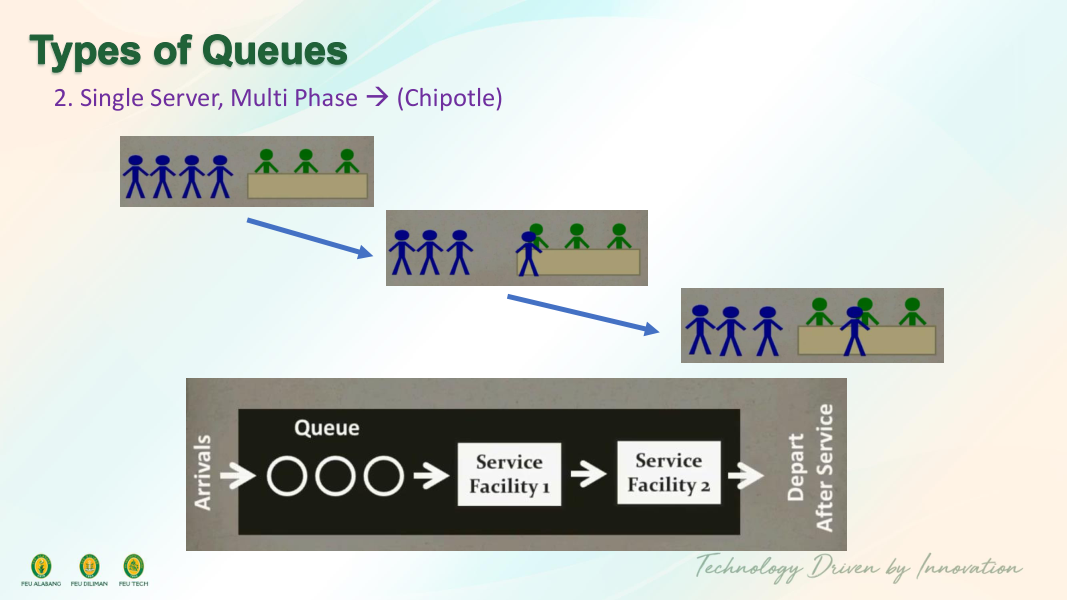 Types of Queues
2. Single Server, Multi Phase → (Chipotle)
Queue
Arrivals
Service
Facility 1
Service
Facility 2
Depart
After Service
FEU ALABANG
FEU DILIMAN
FEU TECH
Technology Driven by Innovation